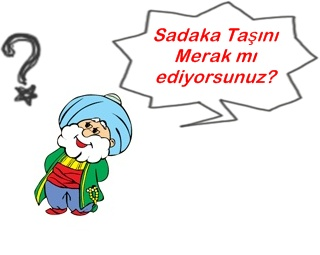 ?
Sadaka Taşını
Merak mı
ediyorsunuz?